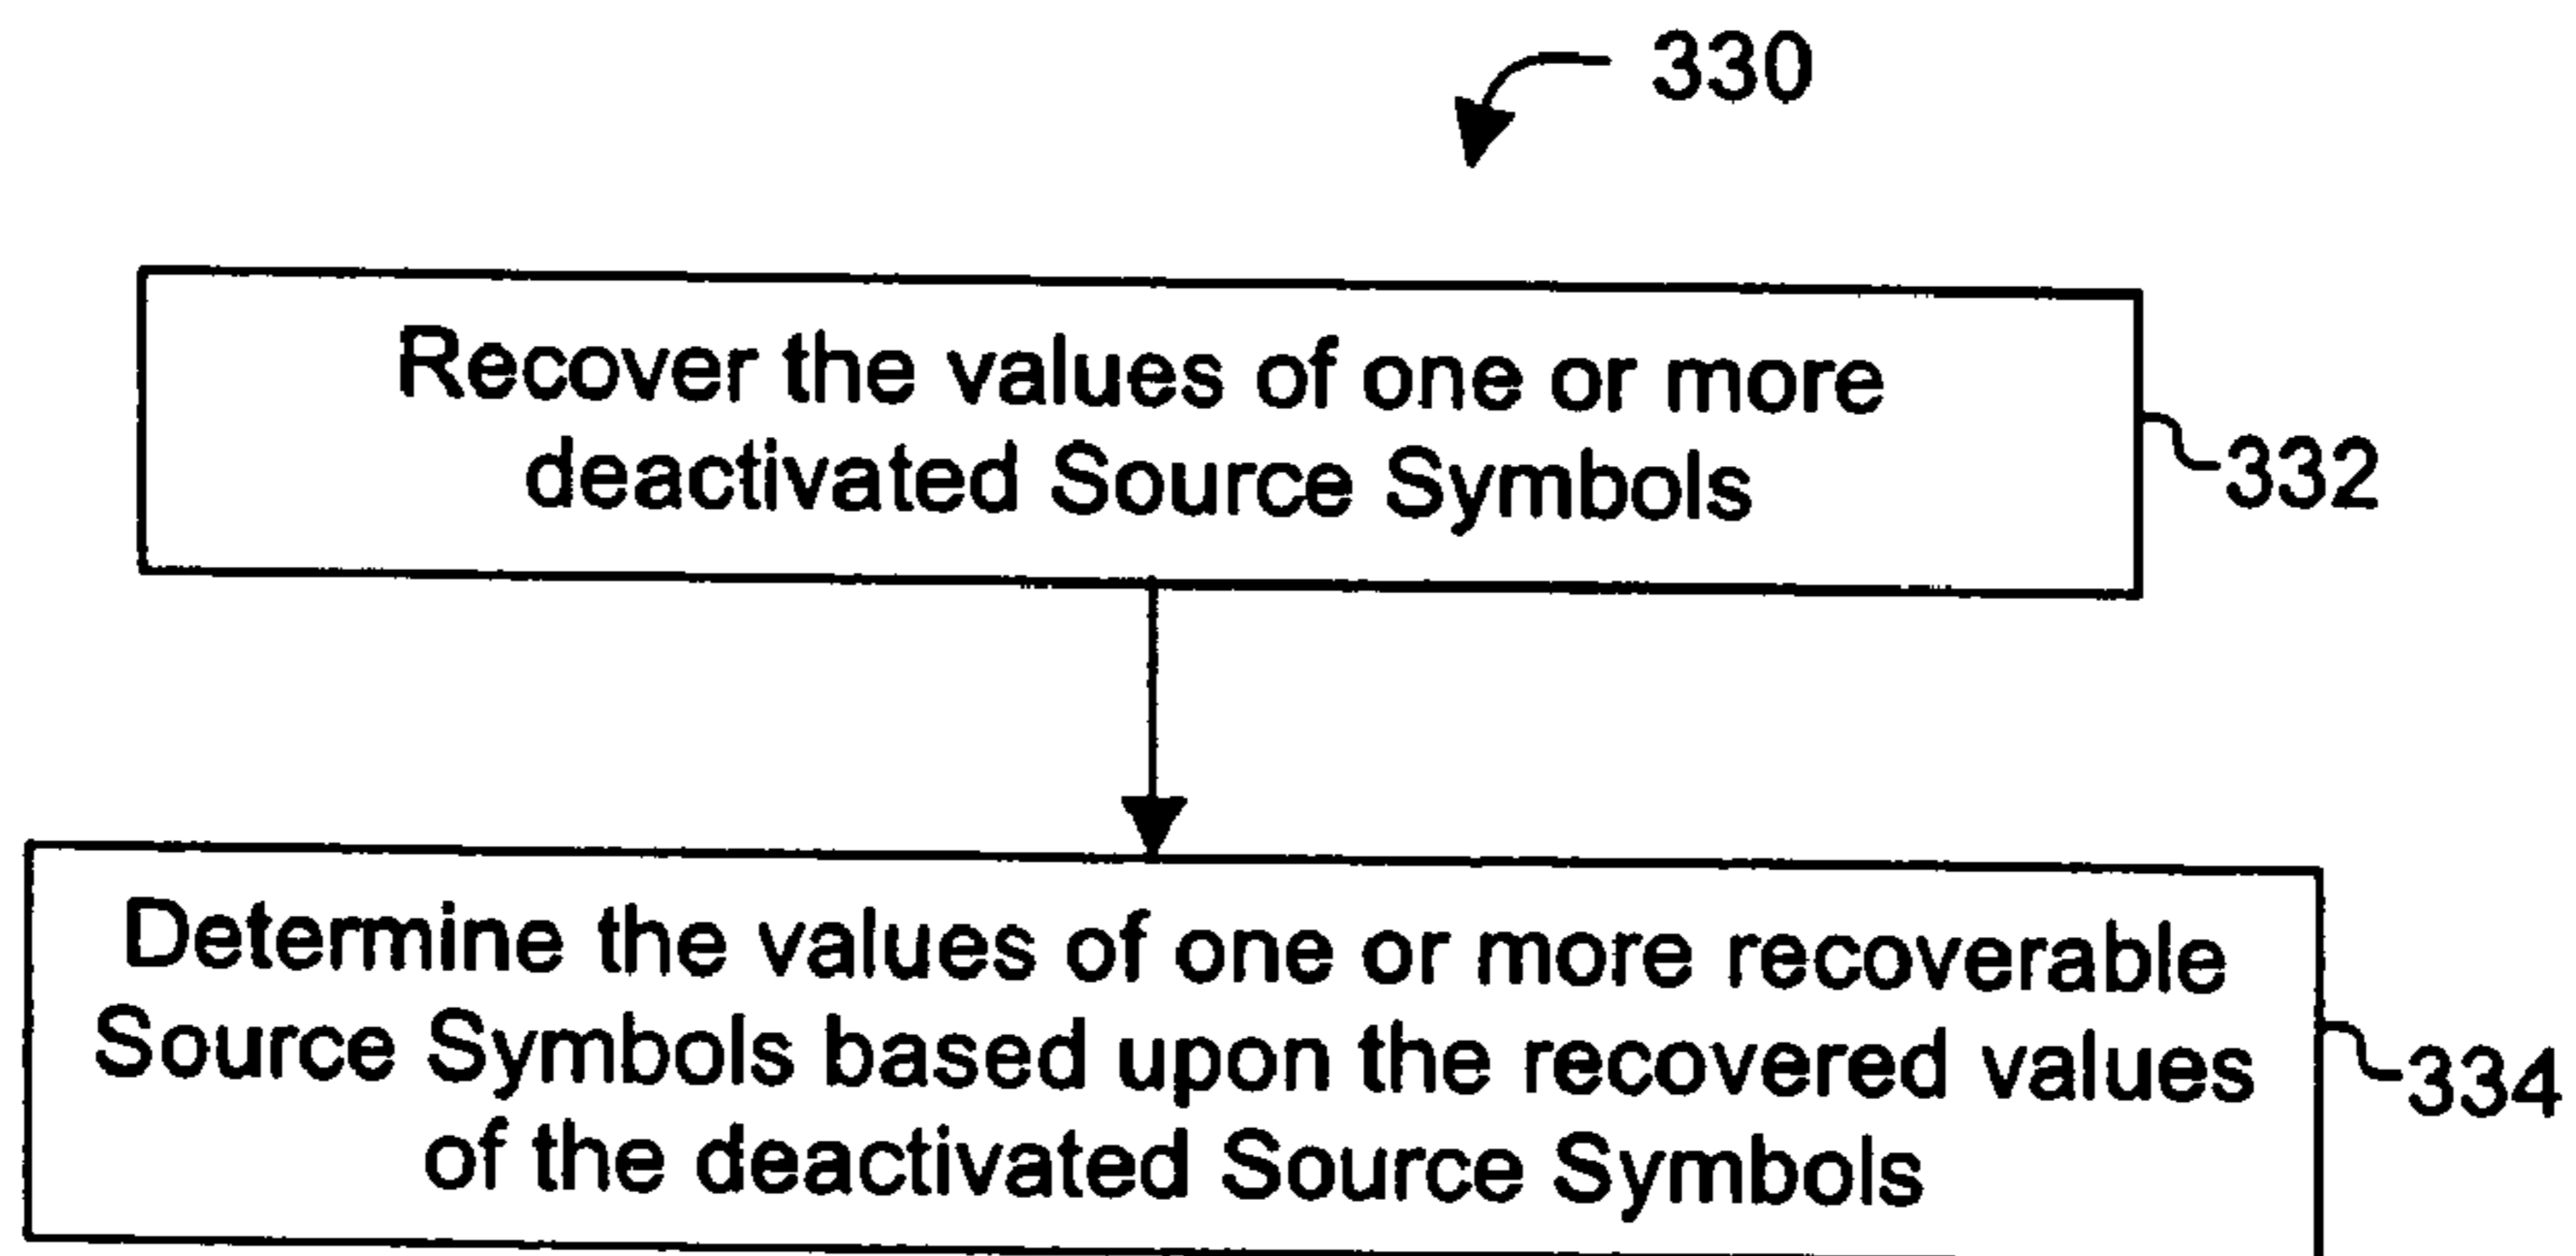 330
Recover the values of one or more
deactivated Source Symbols
332
Determine the values of one or more recoverable
Source Symbols based upon the recovered values
of the deactivated Source Symbols
334